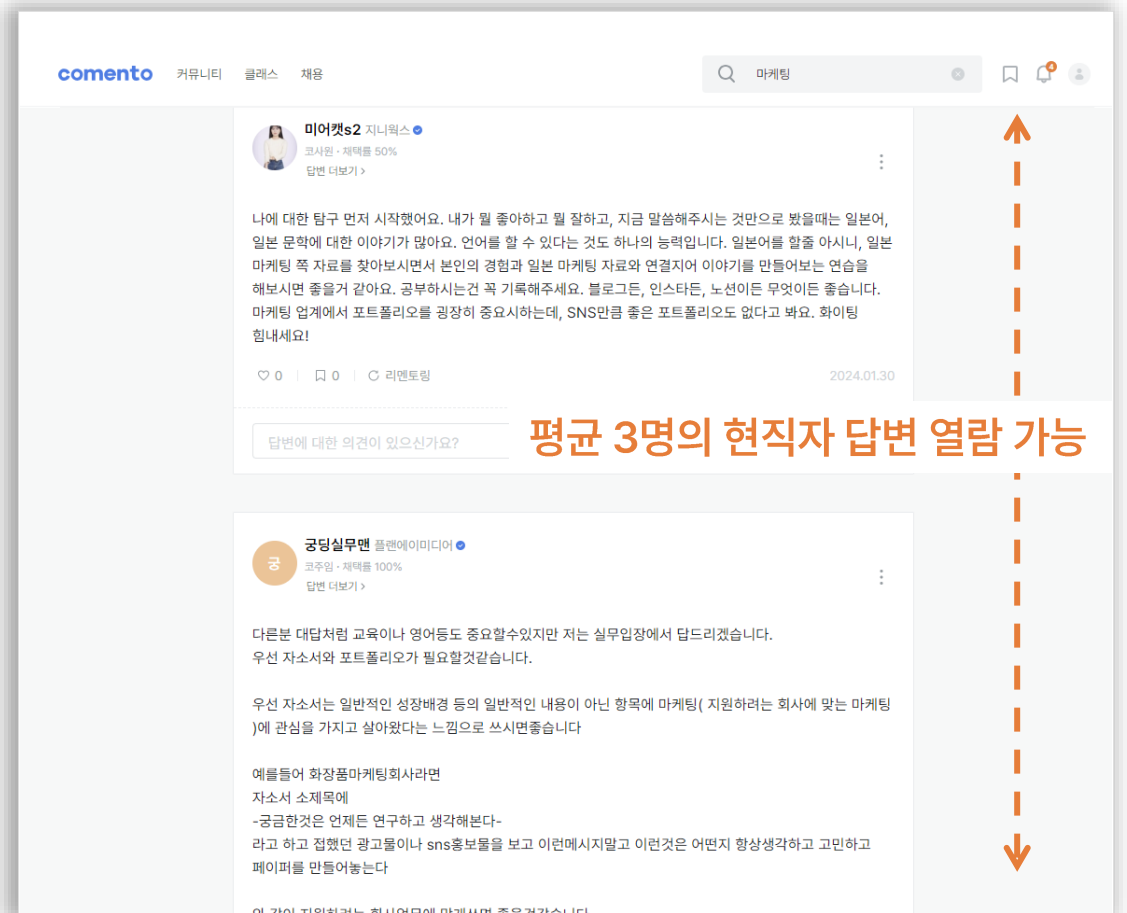 comento 커뮤니티 클래스 채용 마케팅 4
미어캣s2 지니웍스
코사원 · 채택률 50%
답변 더보기 >
나에 대한 탐구 먼저 시작했어요. 내가 뭘 좋아하고 뭘 잘하고, 지금 말씀해주시는 것만으로 봤을때는 일본어,
일본 문학에 대한 이야기가 많아요. 언어를 할 수 있다는 것도 하나의 능력입니다. 일본어를 할줄 아시니, 일본
마케팅 쪽 자료를 찾아보시면서 본인의 경험과 일본 마케팅 자료와 연결지어 이야기를 만들어보는 연습을
해보시면 좋을거 같아요. 공부하시는건 꼭 기록해주세요. 블로그든, 인스타든, 노션이든 무엇이든 좋습니다.
마케팅 업계에서 포트폴리오를 굉장히 중요시하는데, SNS만큼 좋은 포트폴리오도 없다고 봐요. 화이팅
힘내세요!
0 0 리멘토링 2024.01.30
답변에 대한 의견이 있으신가요?
평균 3명의 현직자 답변 열람 가능
궁
궁딩실무맨 플랜에이미디어
코주임 · 채택률 100%
답변 더보기 >
다른분 대답처럼 교육이나 영어등도 중요할수있지만 저는 실무입장에서 답드리겠습니다.
우선 자소서와 포트폴리오가 필요할것같습니다.
우선 자소서는 일반적인 성장배경 등의 일반적인 내용이 아닌 항목에 마케팅( 지원하려는 회사에 맞는 마케팅
)에 관심을 가지고 살아왔다는 느낌으로 쓰시면좋습니다
예를들어 화장품마케팅회사라면
자소서 소제목에
-궁금한것은 언제든 연구하고 생각해본다-
라고 하고 접했던 광고물이나 sns홍보물을 보고 이런메시지말고 이런것은 어떤지 항상생각하고 고민하고
페이퍼를 만들어놓는다